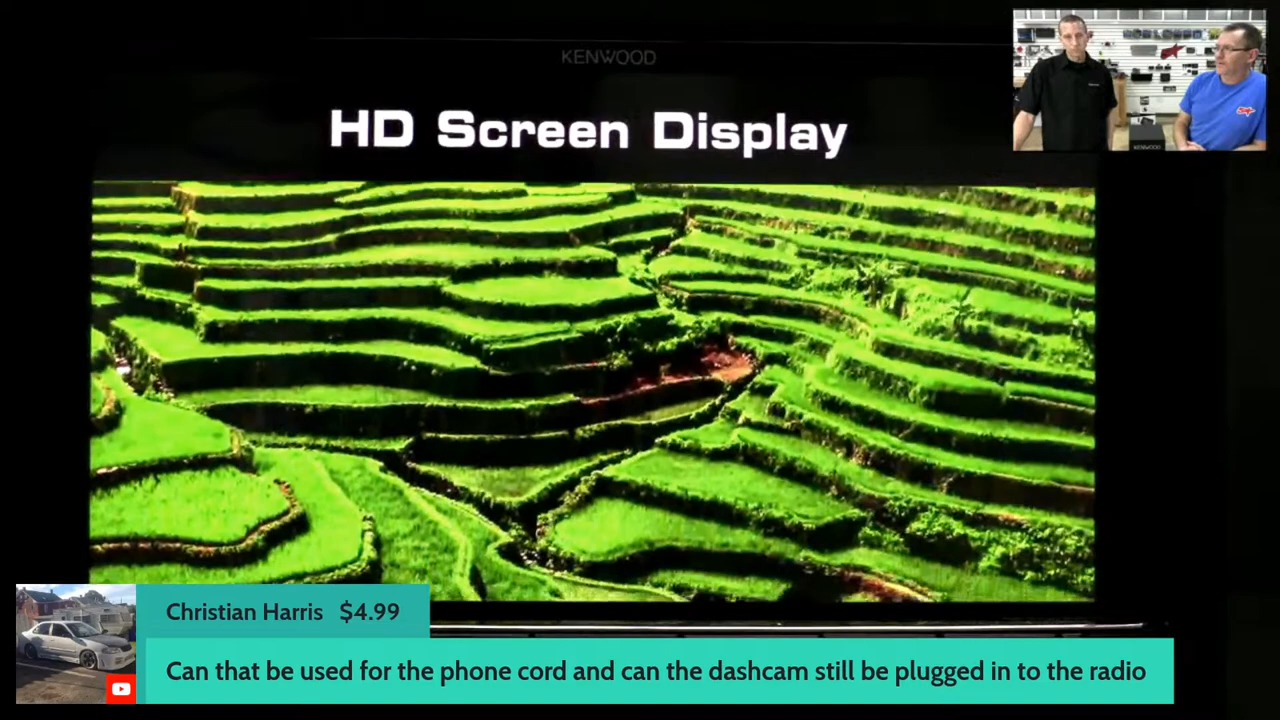 KENWOOD
HD Screen Display
KENWOOD
Christian Harris $4.99
Can that be used for the phone cord and can the dashcam still be plugged in to the radio